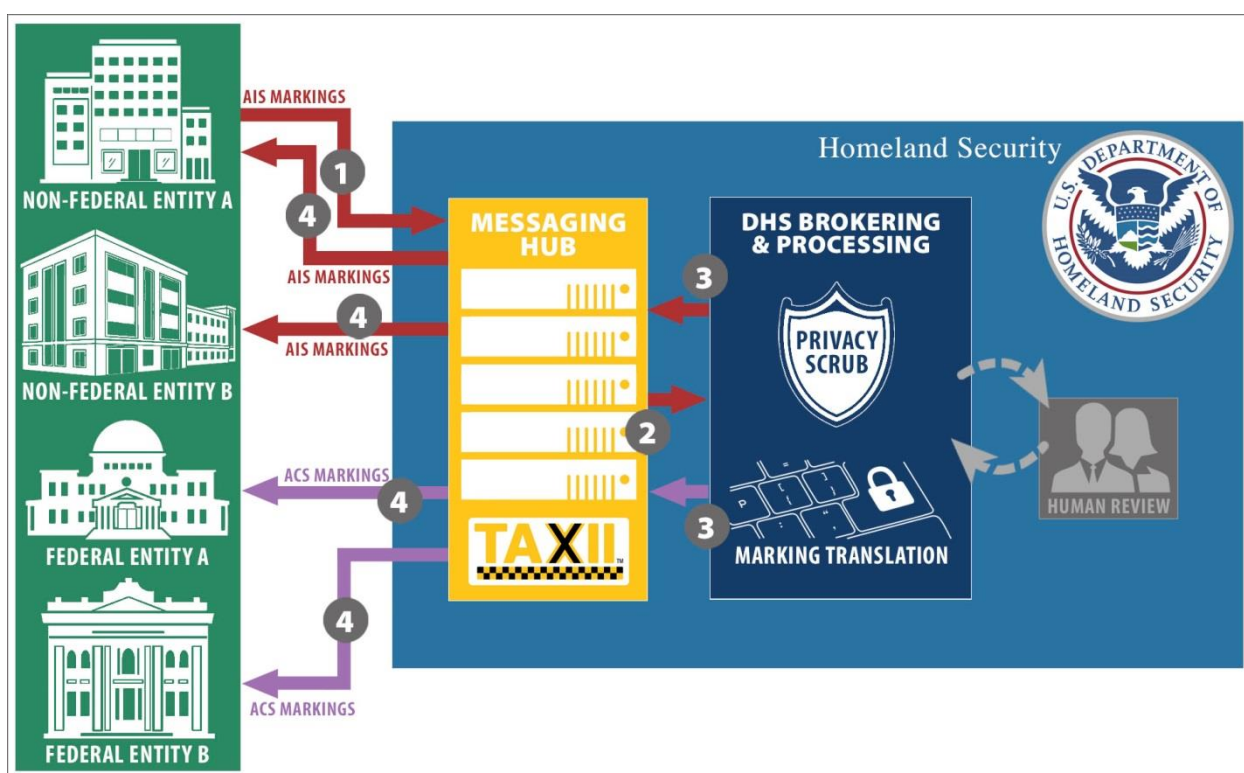 AIS MARKINGS
1
4
NON-FEDERAL ENTITY A
AIS MARKINGS
4
AIS MARKINGS
NON-FEDERAL ENTITY B
ACS MARKINGS
4
FEDERAL ENTITY A
4
ACS MARKINGS
FEDERAL ENTITY B
Homeland Security
U.S. DEPARTMENT OF
HOMELAND SECURITY
MESSAGING
HUB
TAXII™
2
3
3
DHS BROKERING
& PROCESSING
PRIVACY
SCRUB
P
MARKING TRANSLATION
HUMAN REVIEW